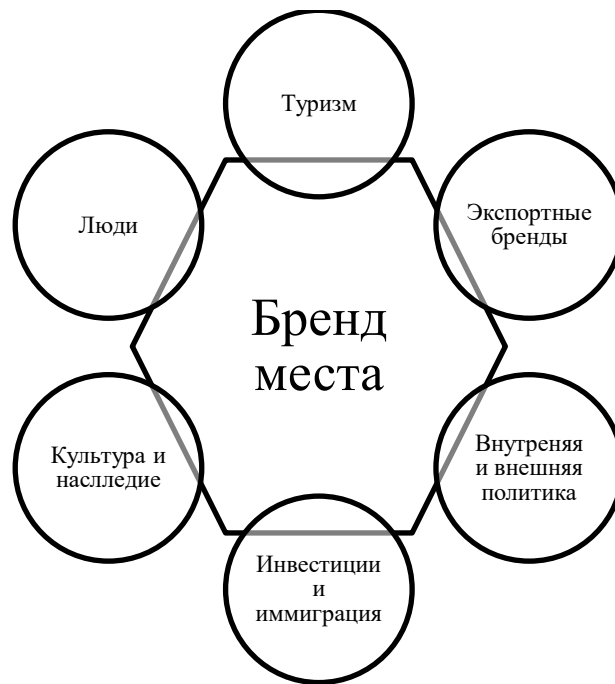 Туризм
Люди
Экспортные
бренды
Бренд
места
Культура и
наслледие
Внутреняя
и внешняя
политика
Инвестиции
и
иммиграция